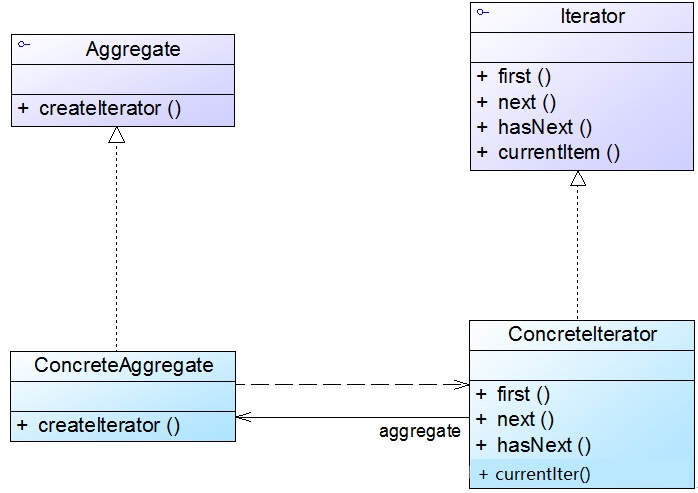 Aggregate
+ createIterator ()
Iterator
+ first ()
+ next ()
+ hasNext ()
+ currentItem ()
ConcreteAggregate
+ createIterator ()
aggregate
ConcreteIterator
+ first ()
+ next ()
+ hasNext ()
+ currentIter()